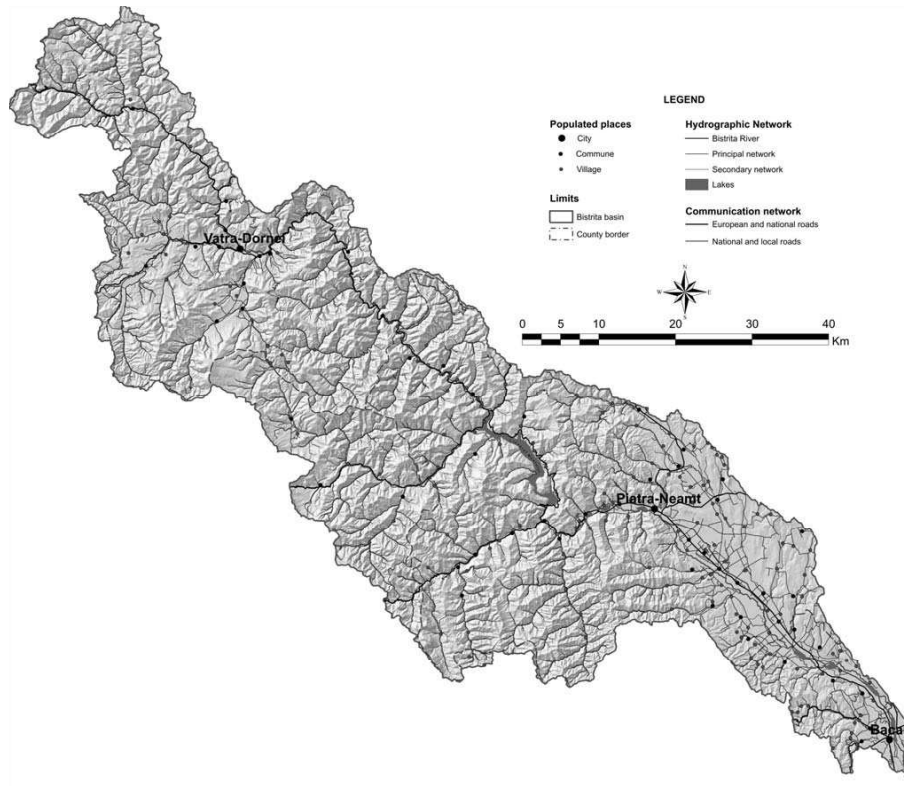 LEGEND
Populated places
City
Commune
Village
Limits
Bistrita basin
County border
Hydrographic Network
Bistrita River
Principal network
Secondary network
Lakes
Communication network
European and national roads
National and local roads
N
W E
S
0 5 10 20 30 40
Km
Vatra-Dornei
Piatra-Neamt
Baca